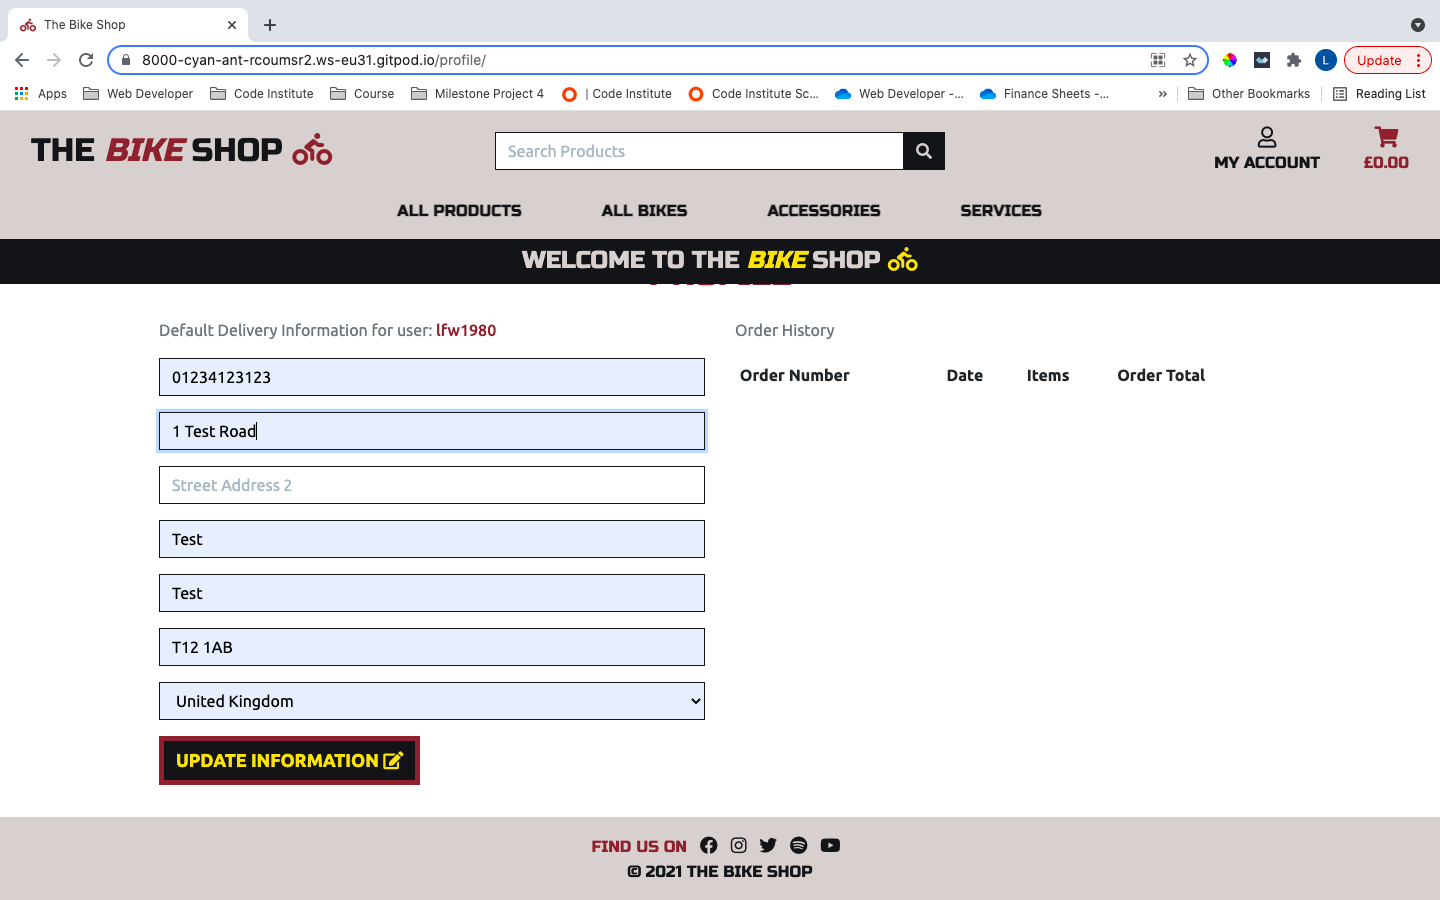 The Bike Shop
8000-cyan-ant-rcoumsr2.ws-eu31.gitpod.io/profile/
L
Update
Apps Web Developer Code Institute Course Milestone Project 4 | Code Institute Code Institute Sc... Web Developer -... Finance Sheets -... » Other Bookmarks Reading List
THE BIKE SHOP
Search Products
MY ACCOUNT
£0.00
ALL PRODUCTS ALL BIKES ACCESSORIES SERVICES
WELCOME TO THE BIKE SHOP
PROFILE
Default Delivery Information for user: lfw1980
01234123123
1 Test Road
Street Address 2
Test
Test
T12 1AB
United Kingdom
UPDATE INFORMATION
Order History
Order Number Date Items Order Total
FIND US ON
© 2021 THE BIKE SHOP